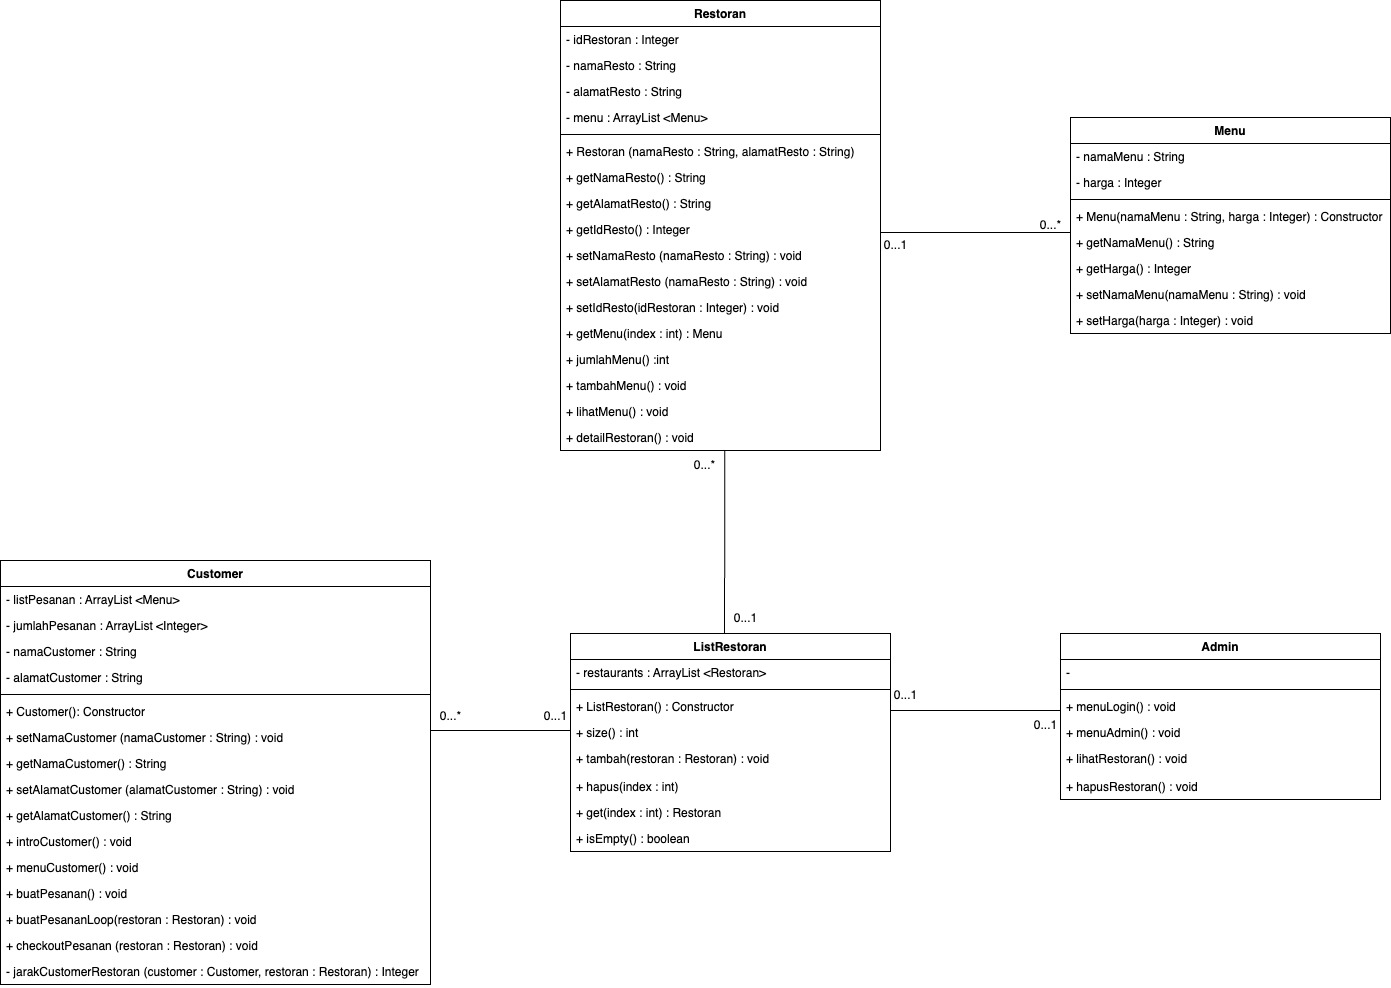 Restoran
- idRestoran : Integer
- namaResto : String
- alamatResto : String
- menu : ArrayList <Menu>
+ Restoran (namaResto : String, alamatResto : String)
+ getNamaResto() : String
+ getAlamatResto() : String
+ getIdResto() : Integer
+ setNamaResto (namaResto : String) : void
+ setAlamatResto (namaResto : String) : void
+ setIdResto(idRestoran : Integer) : void
+ getMenu(index : int) : Menu
+ jumlahMenu() :int
+ tambahMenu() : void
+ lihatMenu() : void
+ detailRestoran() : void
0...*
0...1
Menu
- namaMenu : String
- harga : Integer
+ Menu(namaMenu : String, harga : Integer) : Constructor
+ getNamaMenu() : String
+ getHarga() : Integer
+ setNamaMenu(namaMenu : String) : void
+ setHarga(harga : Integer) : void
0...*
0...1
Customer
- listPesanan : ArrayList <Menu>
- jumlahPesanan : ArrayList <Integer>
- namaCustomer : String
- alamatCustomer : String
+ Customer(): Constructor
+ setNamaCustomer (namaCustomer : String) : void
+ getNamaCustomer() : String
+ setAlamatCustomer (alamatCustomer : String) : void
+ getAlamatCustomer() : String
+ introCustomer() : void
+ menuCustomer() : void
+ buatPesanan() : void
+ buatPesananLoop(restoran : Restoran) : void
+ checkoutPesanan (restoran : Restoran) : void
- jarakCustomerRestoran (customer : Customer, restoran : Restoran) : Integer
0...*
0...1
ListRestoran
- restaurants : ArrayList <Restoran>
+ ListRestoran() : Constructor
+ size() : int
+ tambah(restoran : Restoran) : void
+ hapus(index : int)
+ get(index : int) : Restoran
+ isEmpty() : boolean
0...1
0...1
Admin
-
+ menuLogin() : void
+ menuAdmin() : void
+ lihatRestoran() : void
+ hapusRestoran() : void